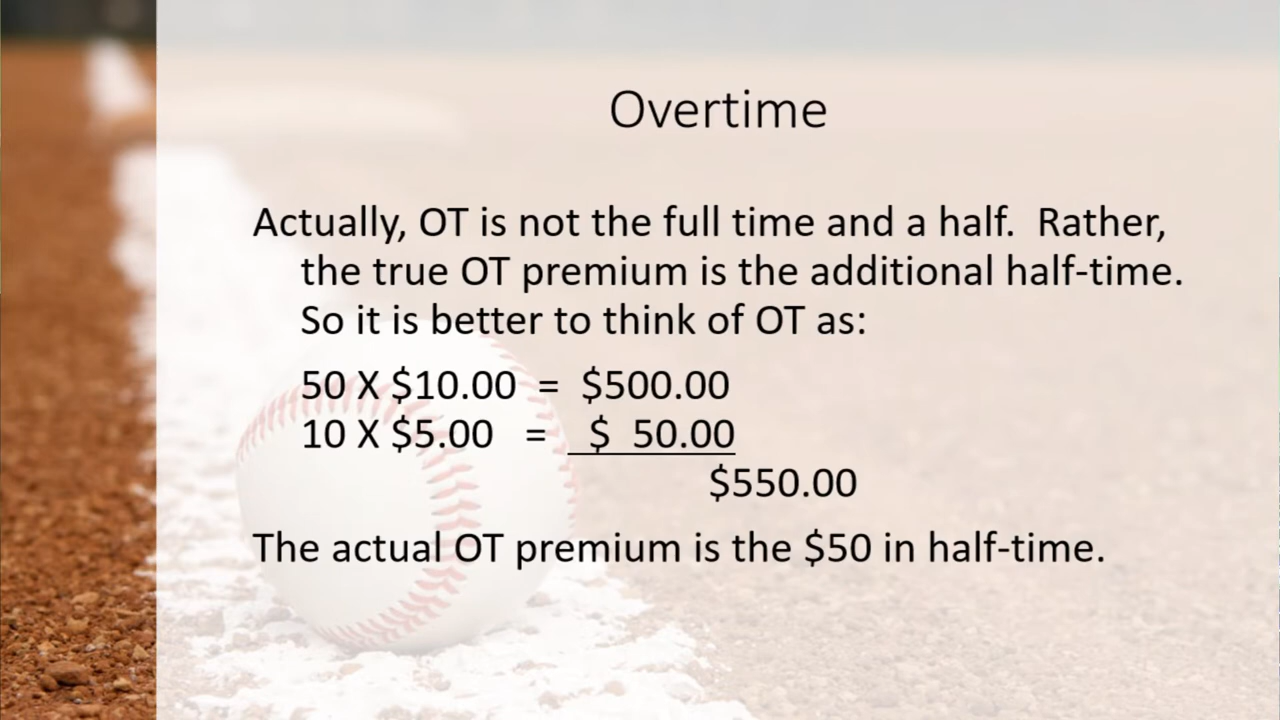 Overtime
Actually, OT is not the full time and a half. Rather,
the true OT premium is the additional half-time.
So it is better to think of OT as:
50 X $10.00 = $500.00
10 X $5.00 = $ 50.00
$550.00
The actual OT premium is the $50 in half-time.